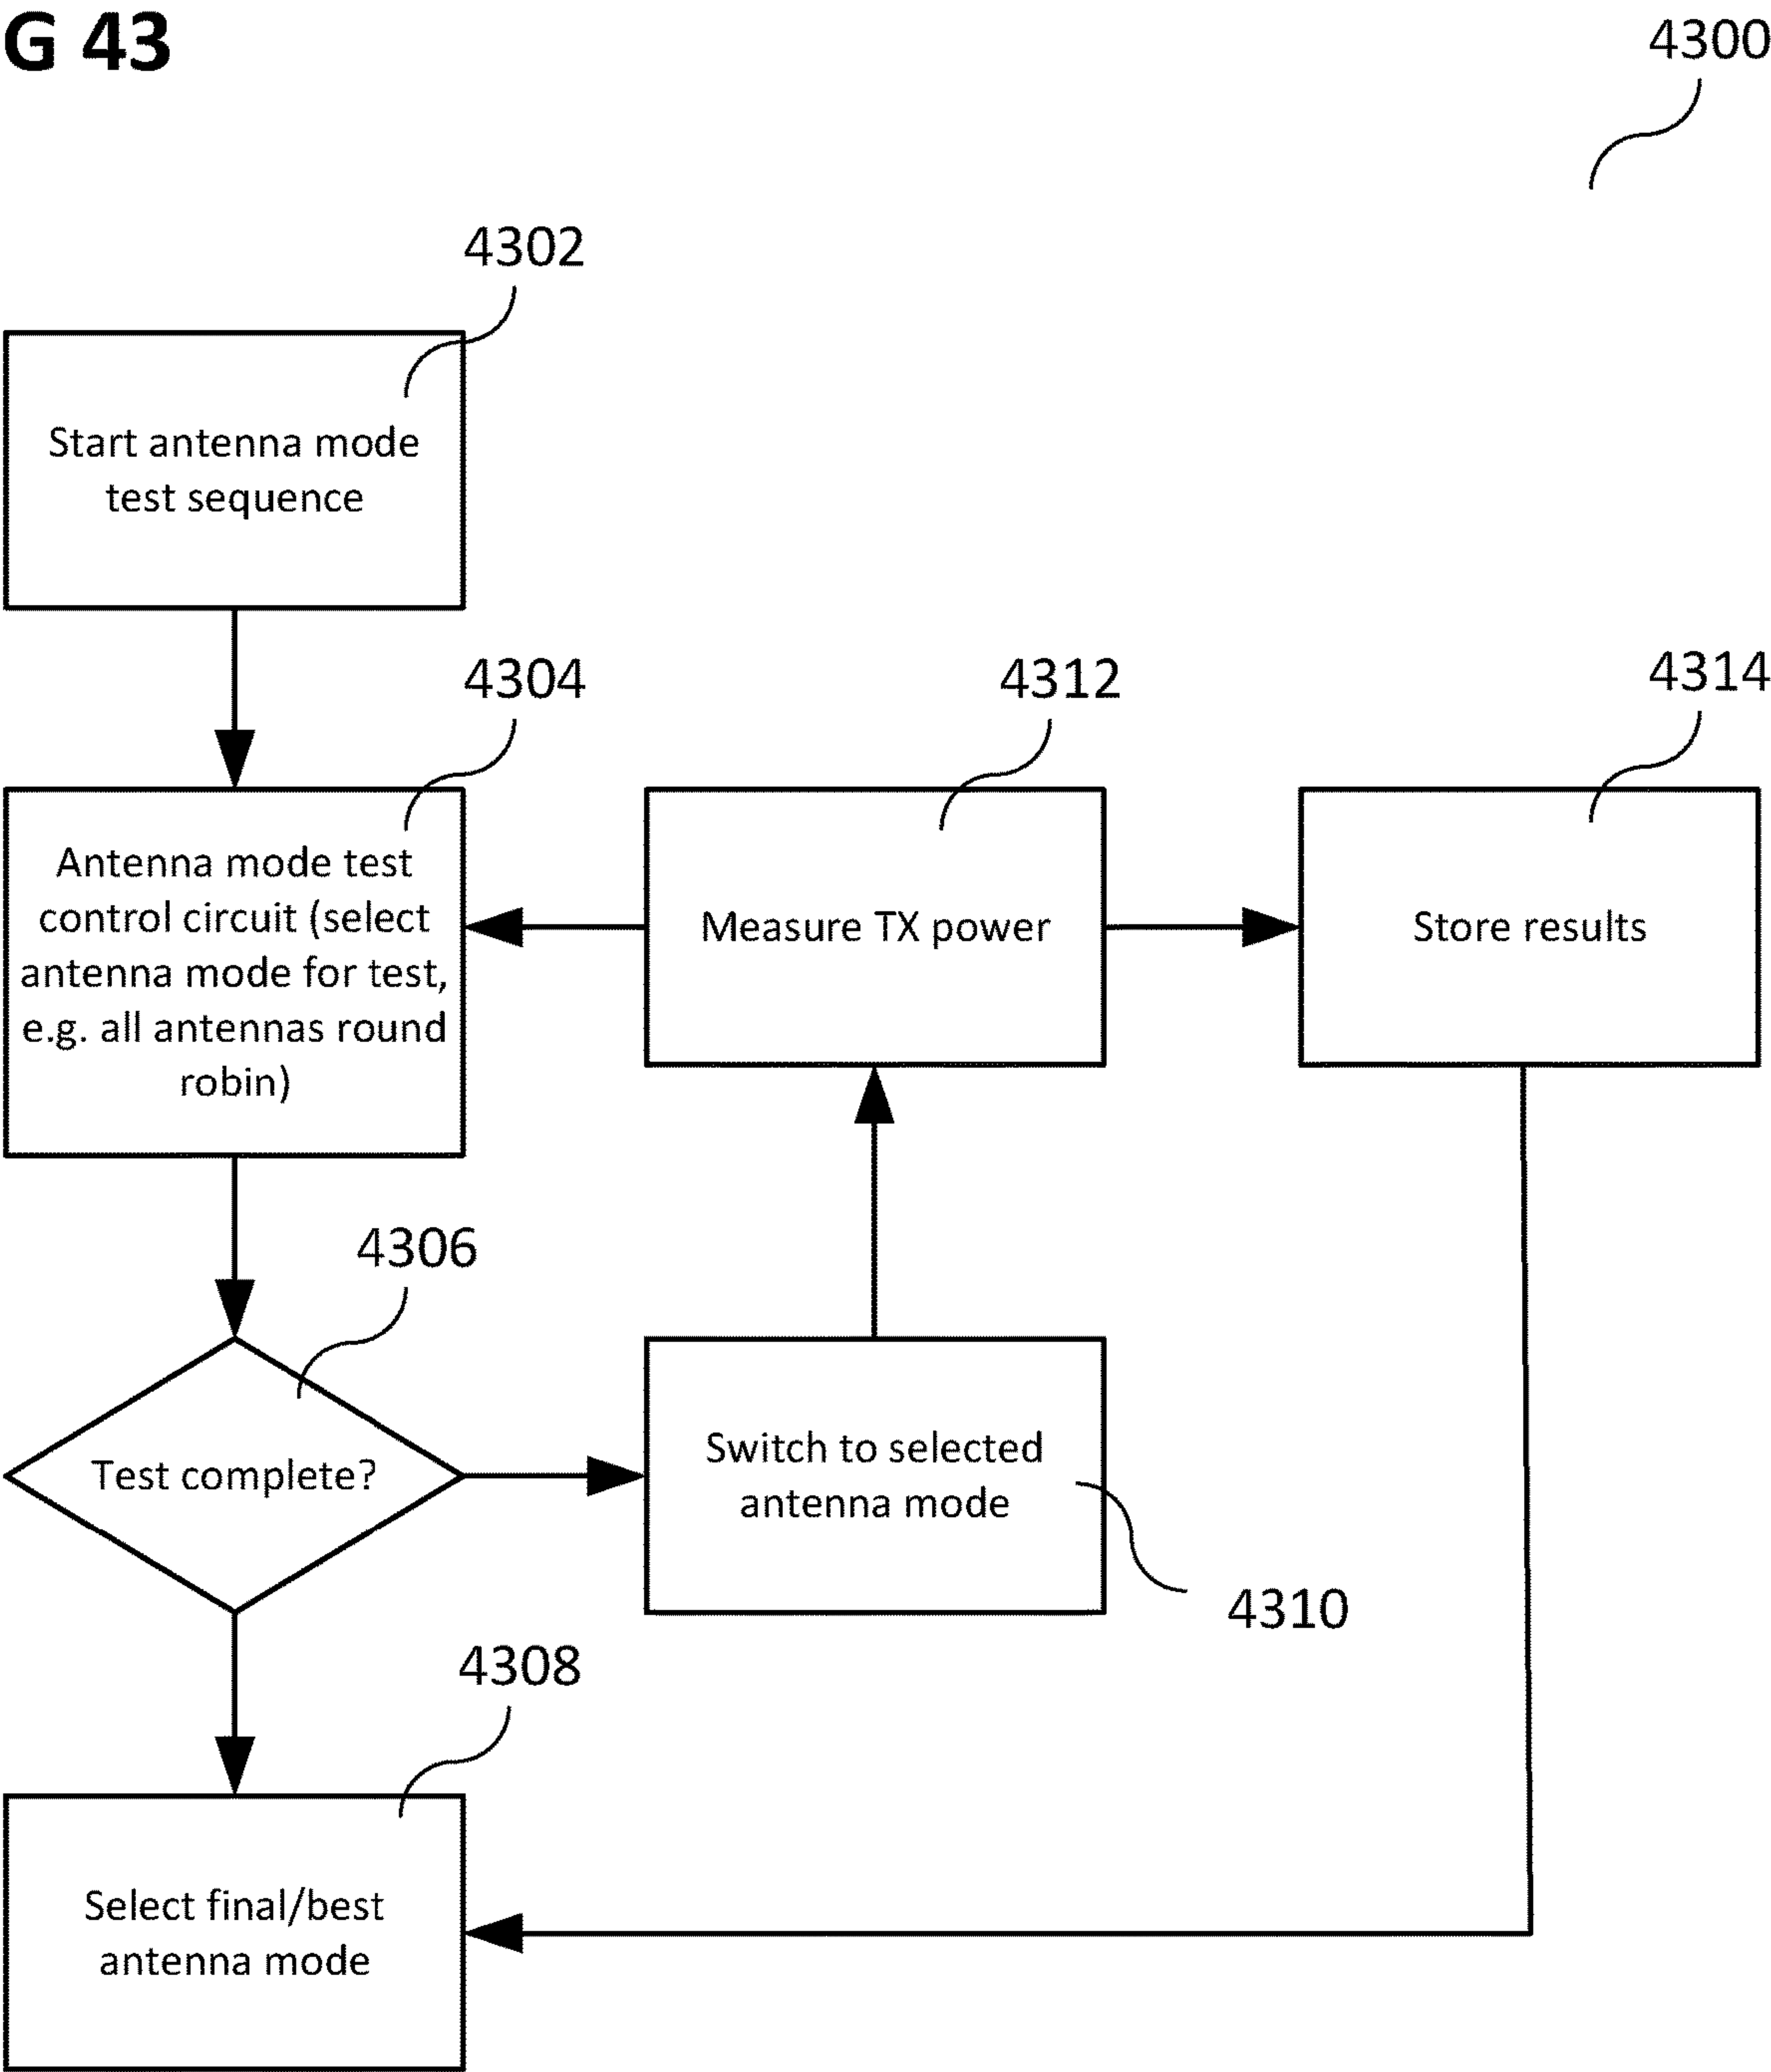 G 43
4300
4302
Start antenna mode
test sequence
4304
4312
4314
Antenna mode test
control circuit (select
antenna mode for test,
e.g. all antennas round
robin)
Measure TX power
Store results
4306
Test complete?
Switch to selected
antenna mode
4310
4308
Select final/best
antenna mode